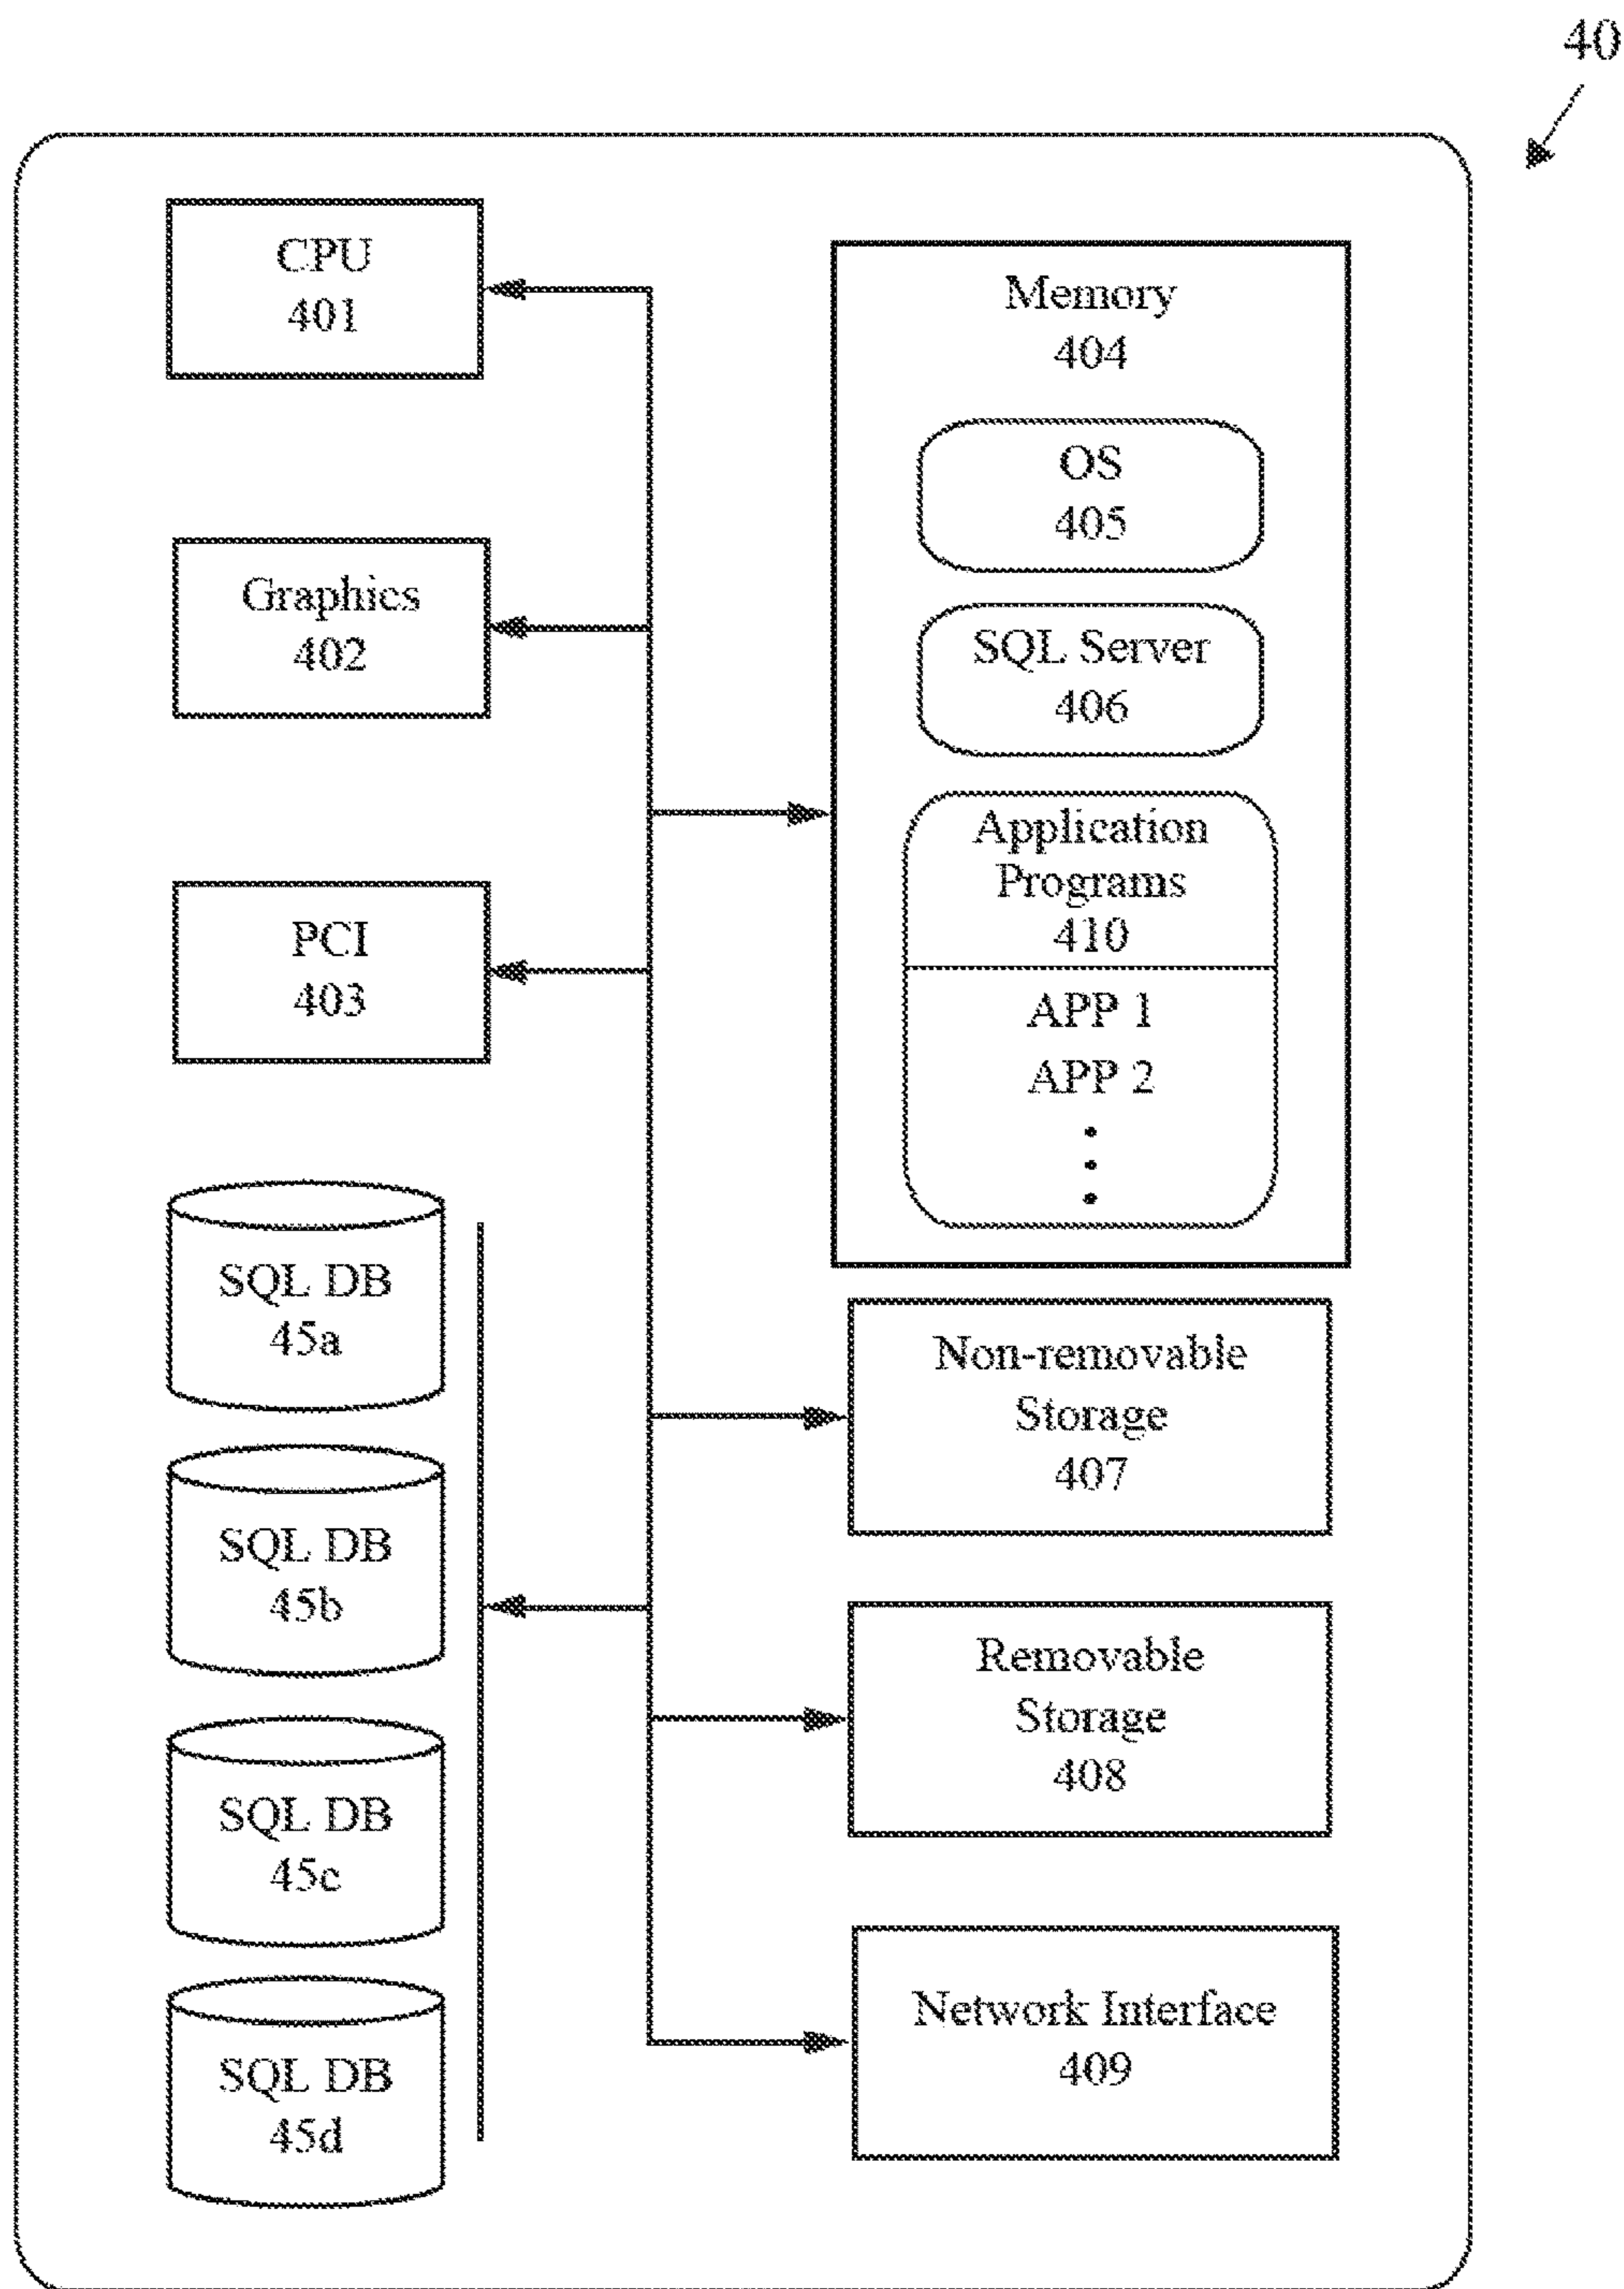 40
CPU
401
Graphics
402
PCI
403
SQL DB
45a
SQL DB
45b
SQL DB
45c
SQL DB
45d
Memory
404
OS
405
SQL Server
406
Application
Programs
410
APP 1
APP 2
Non-removable
Storage
407
Removable
Storage
408
Network Interface
409